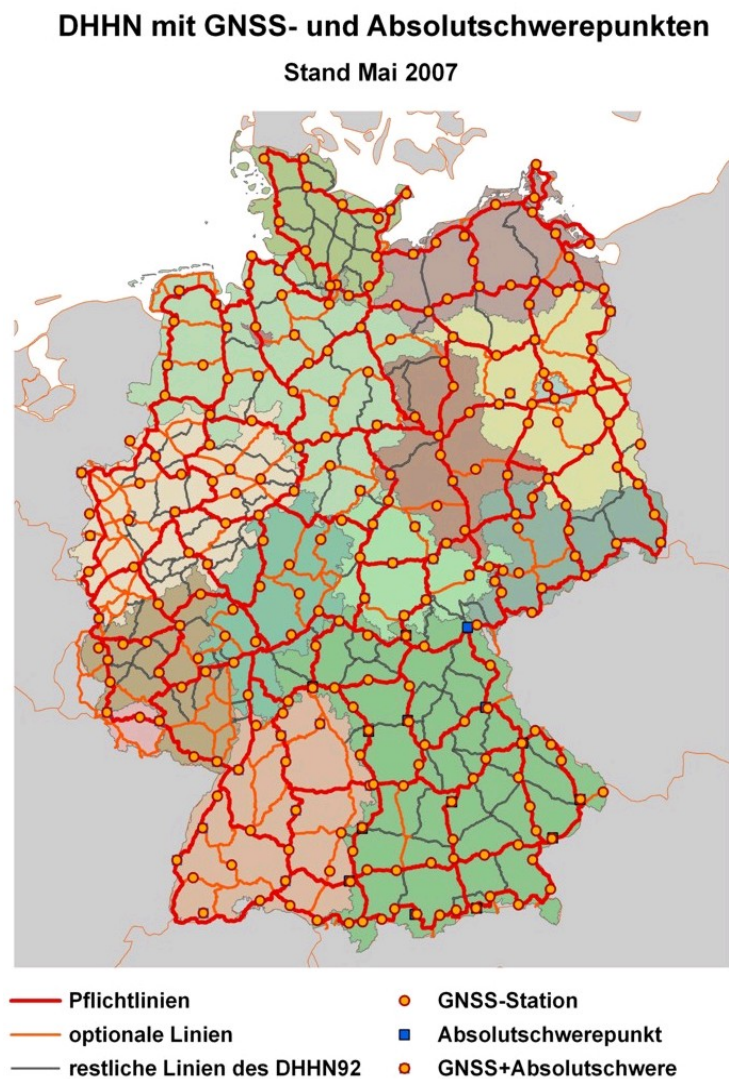 DHHN mit GNSS- und Absolutschwerepunkten
Stand Mai 2007
Pflichtlinien
GNSS-Station
optionale Linien
Absolutschwerepunkt
restliche Linien des DHHN92
GNSS+Absolutschwere